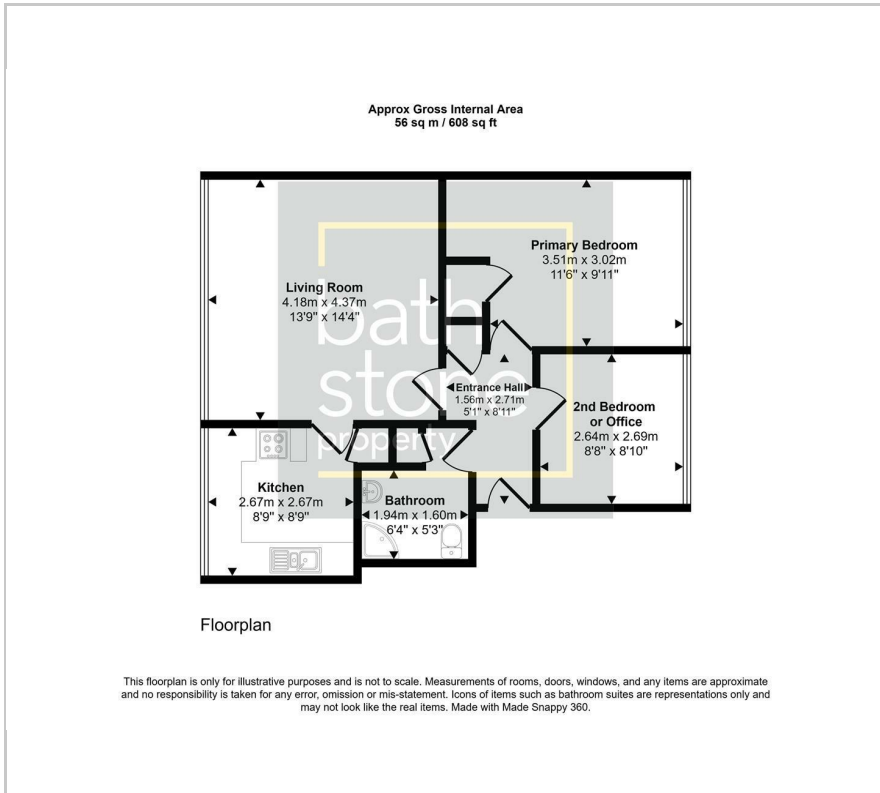 Approx Gross Internal Area
56 sq m / 608 sq ft
Primary Bedroom
3.51m x 3.02m
11'6" x 9'11"
Living Room
4.18m x 4.37m
13'9" x 14'4"
bath
stone
property
Entrance Hall
1.56m x 2.71m
5'1" x 8'11"
2nd Bedroom
or Office
2.64m x 2.69m
8'8" x 8'10"
Kitchen
2.67m x 2.67m
8'9" x 8'9"
Bathroom
1.94m x 1.60m
6'4" x 5'3"
Floorplan
This floorplan is only for illustrative purposes and is not to scale. Measurements of rooms, doors, windows, and any items are approximate
and no responsibility is taken for any error, omission or mis-statement. Icons of items such as bathroom suites are representations only and
may not look like the real items. Made with Made Snappy 360.